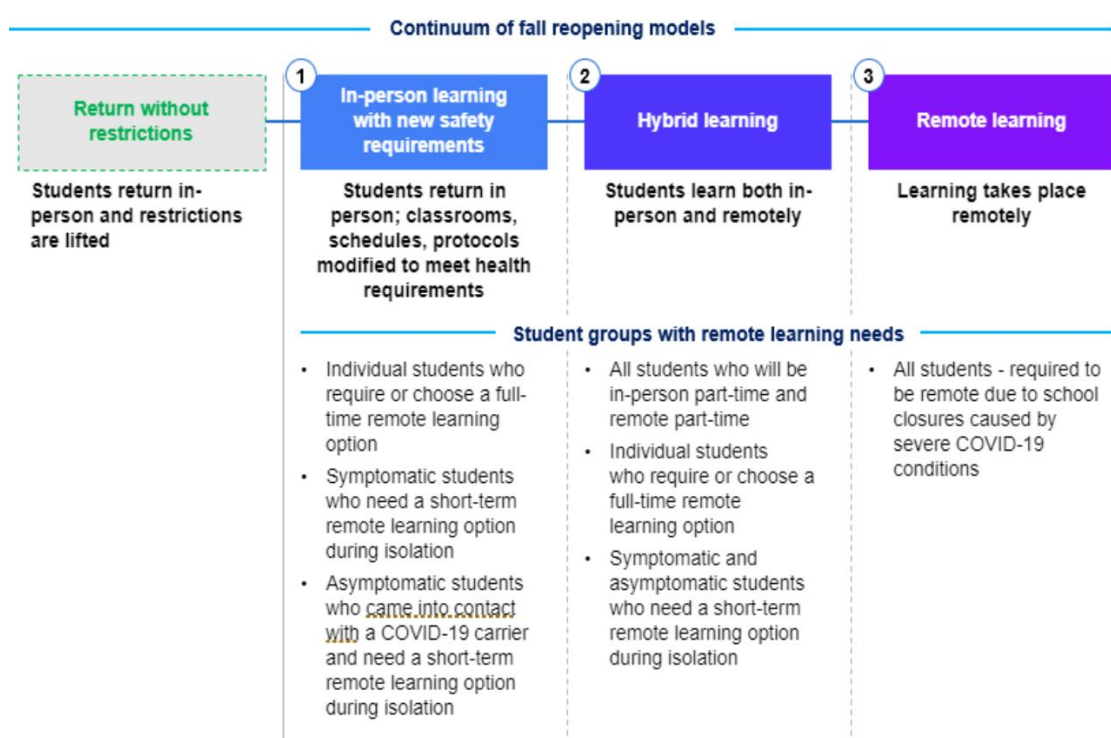 Continuum of fall reopening models
Return without
restrictions
Students return in-
person and restrictions
are lifted
1
In-person learning
with new safety
requirements
Students return in
person; classrooms,
schedules, protocols
modified to meet health
requirements
2
Hybrid learning
Students learn both in-
person and remotely
3
Remote learning
Learning takes place
remotely
Student groups with remote learning needs
• Individual students who
require or choose a full-
time remote learning
option
• Symptomatic students
who need a short-term
remote learning option
during isolation
• Asymptomatic students
who came into contact
with a COVID-19 carrier
and need a short-term
remote learning option
during isolation
• All students who will be
in-person part-time and
remote part-time
• Individual students
who require or choose a
full-time remote
learning option
• Symptomatic and
asymptomatic students
who need a short-term
remote learning option
during isolation
• All students - required to
be remote due to school
closures caused by
severe COVID-19
conditions